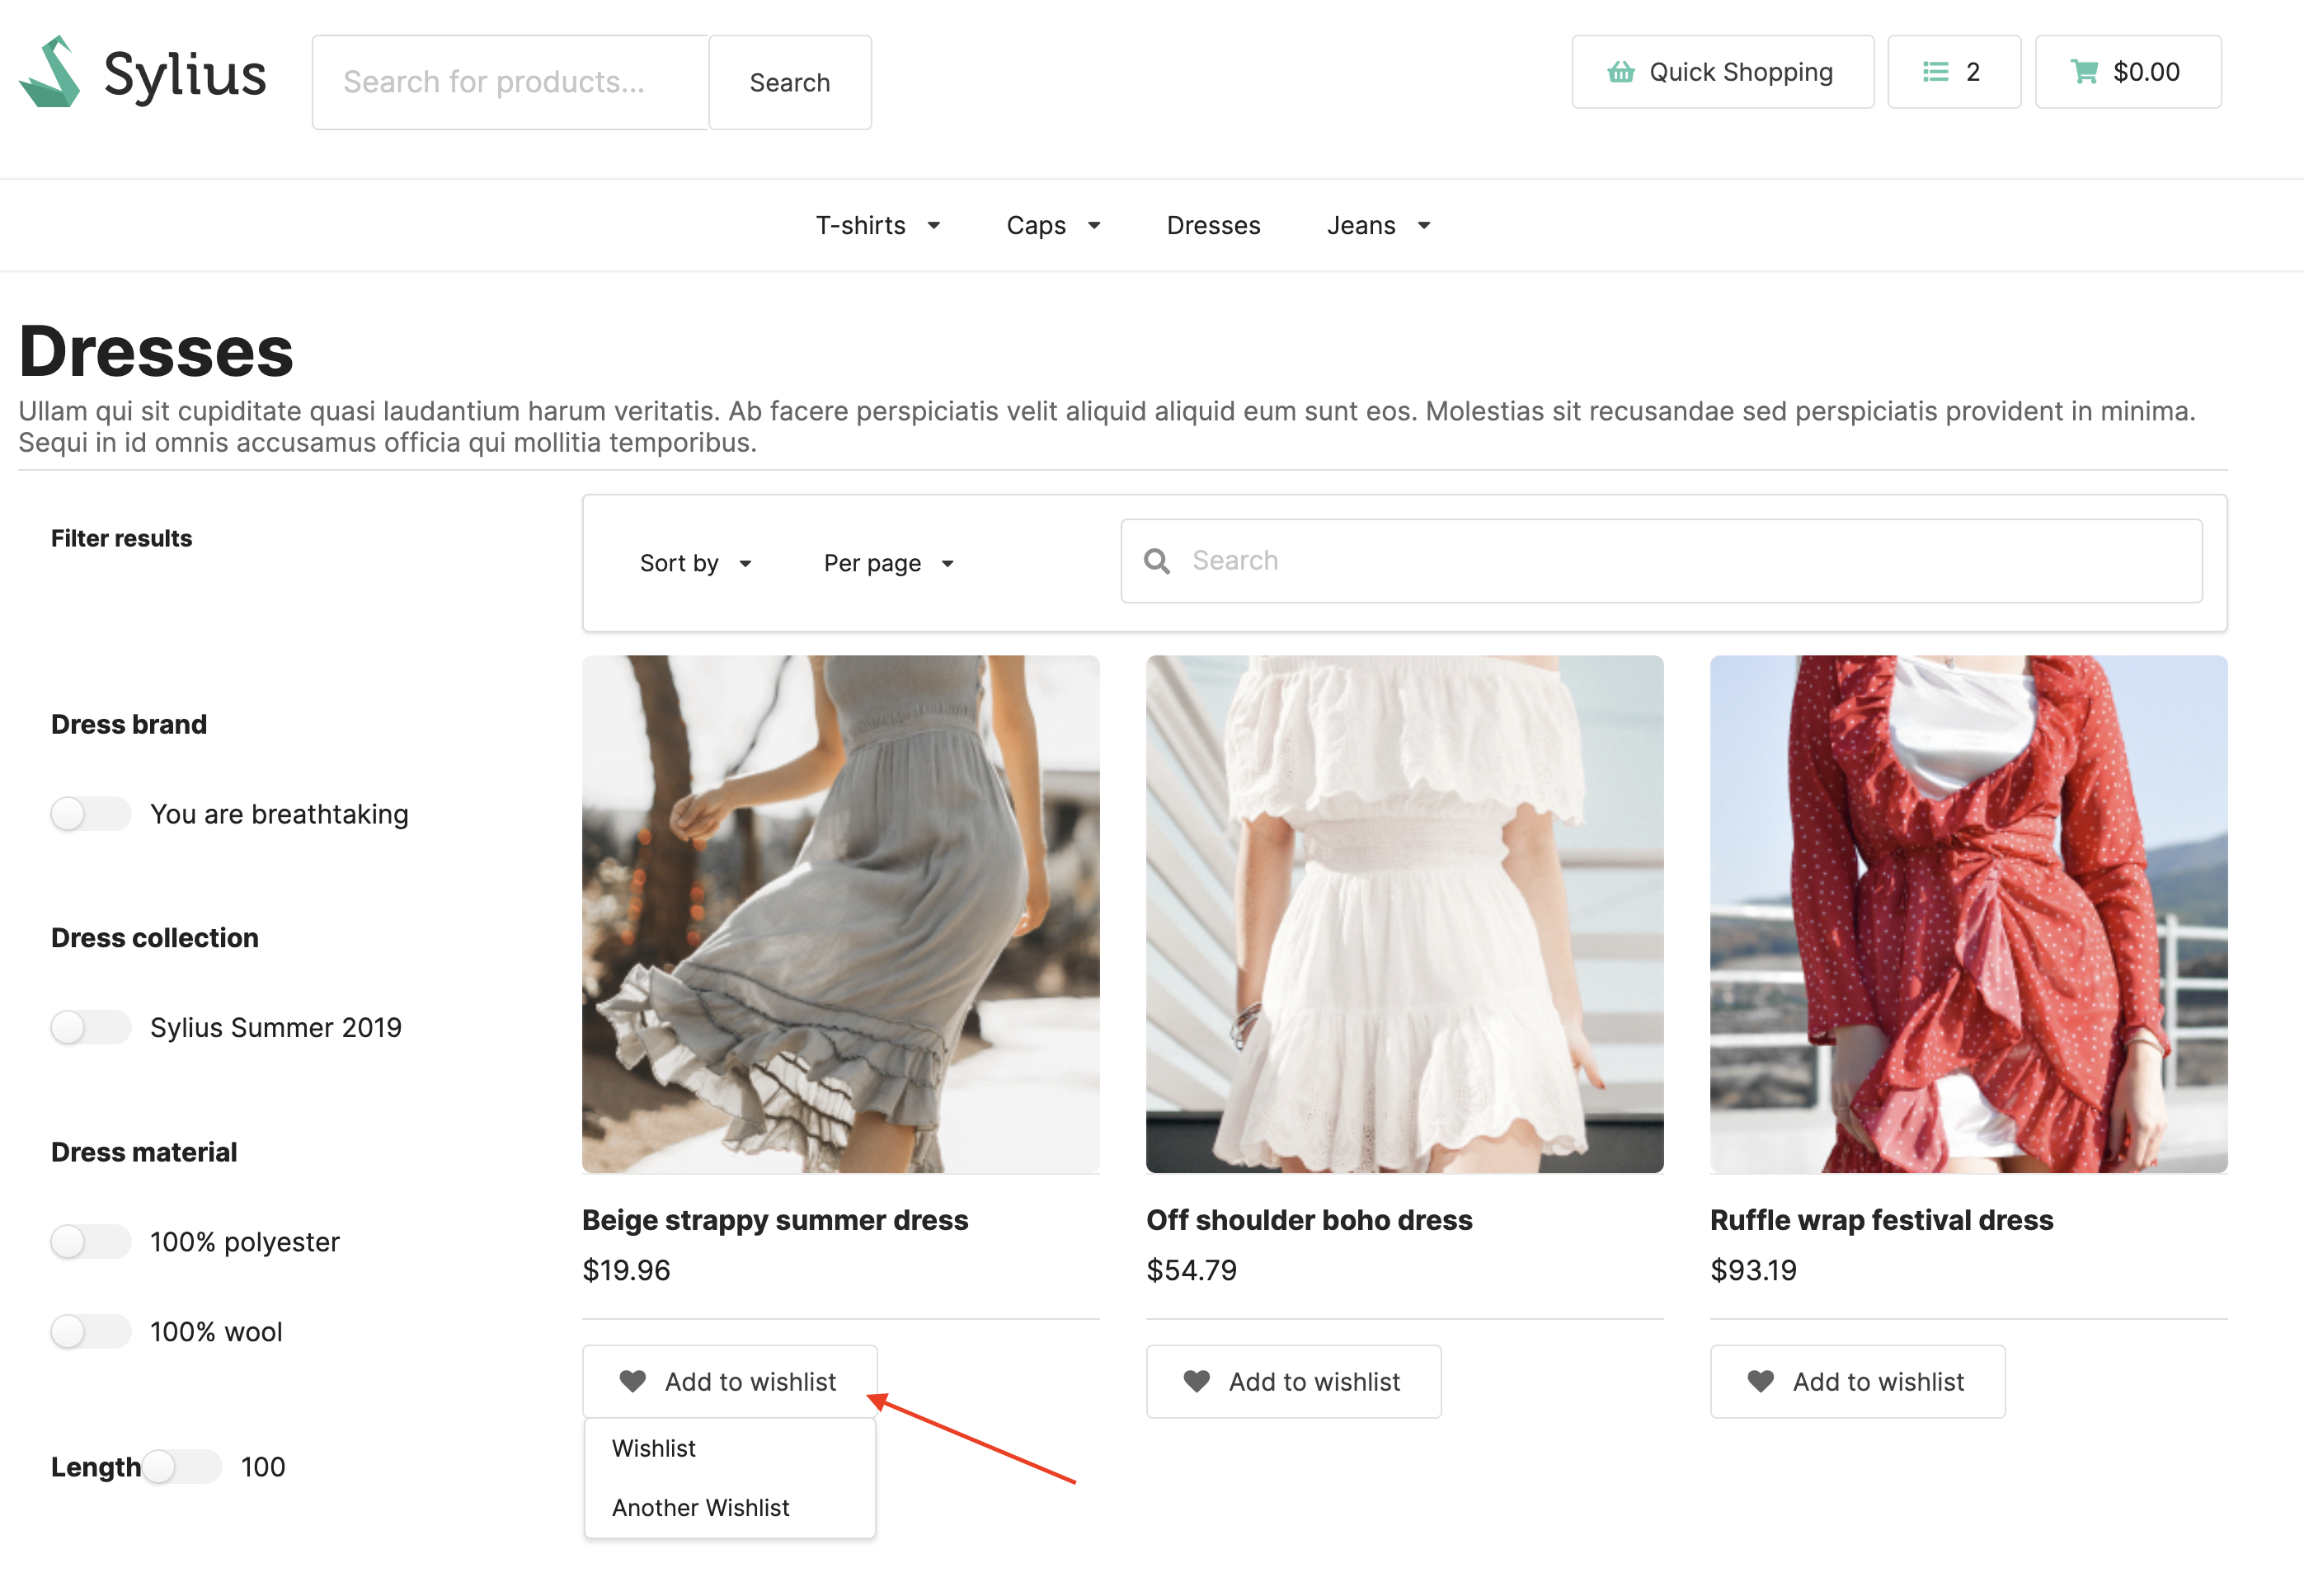 Sylius
Search for products...
Search
Quick Shopping
2
$0.00
T-shirts
Caps
Dresses
Jeans
Dresses
Ullam qui sit cupiditate quasi laudantium harum veritatis. Ab facere perspiciatis velit aliquid aliquid eum sunt eos. Molestias sit recusandae sed perspiciatis provident in minima.
Sequi in id omnis accusamus officia qui mollitia temporibus.
Filter results
Sort by
Per page
Search
Dress brand
You are breathtaking
Dress collection
Sylius Summer 2019
Dress material
100% polyester
100% wool
Length
100
Beige strappy summer dress
$19.96
Add to wishlist
Wishlist
Another Wishlist
Off shoulder boho dress
$54.79
Add to wishlist
Ruffle wrap festival dress
$93.19
Add to wishlist